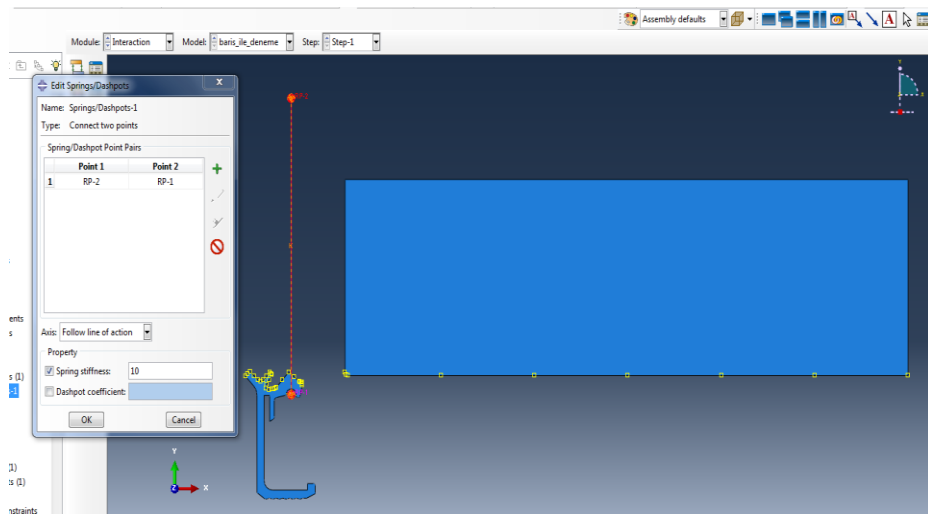 Assembly defaults
A
A
Module: Interaction Model: baris_ile_deneme Step: Step-1
Edit Springs/Dashpots X
Name: Springs/Dashpots-1
Type: Connect two points
Spring/Dashpot Point Pairs
Point 1 Point 2
1 RP-2 RP-1
Axis: Follow line of action
Property
Spring stiffness: 10
Dashpot coefficient:
OK Cancel
ents
s
s (1)
-1
(1)
ts (1)
nstraints
Y
X
Z
Y
X